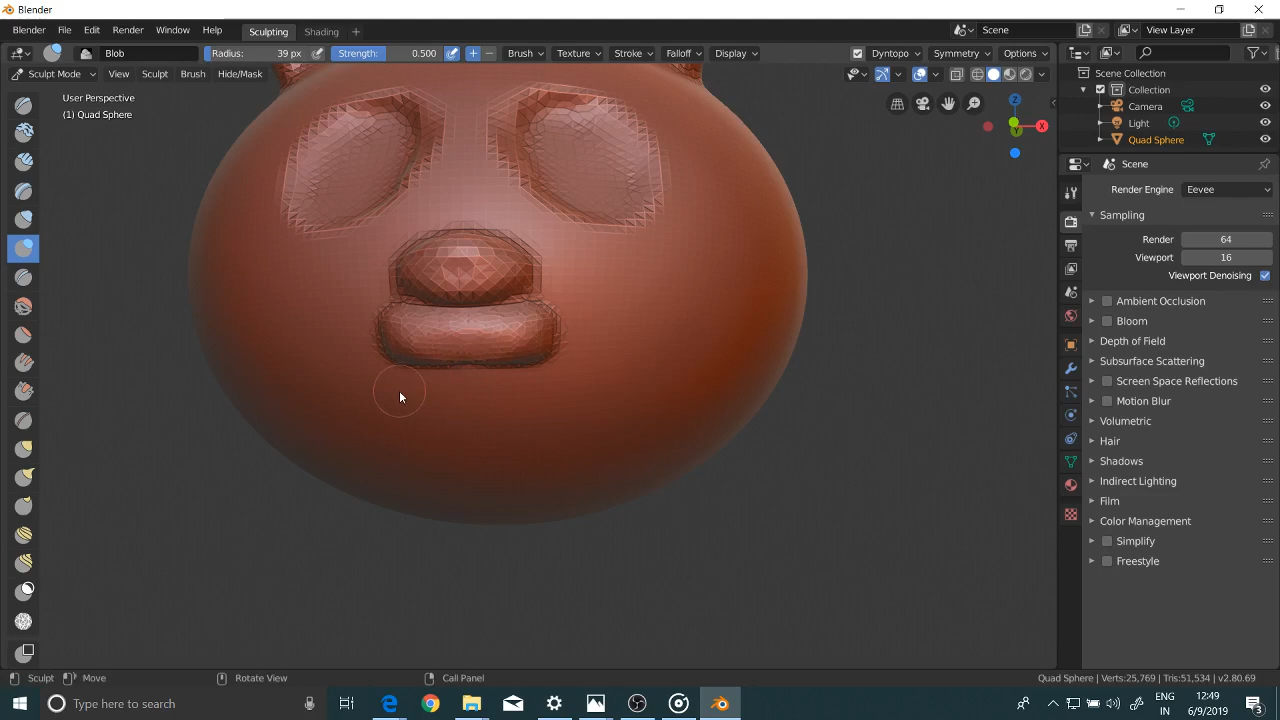 Blender
Blender File Edit Render Window Help Sculpting Shading + Scene View Layer
Blob Radius: 39 px Strength: 0.500 + − Brush Texture Stroke Falloff Display Dyntopo Symmetry Options
Sculpt Mode View Sculpt Brush Hide/Mask
User Perspective
(1) Quad Sphere
Z
X
Y
Scene Collection
Collection
Camera
Light
Quad Sphere
Scene
Render Engine Eevee
Sampling
Render 64
Viewport 16
Viewport Denoising
Ambient Occlusion
Bloom
Depth of Field
Subsurface Scattering
Screen Space Reflections
Motion Blur
Volumetric
Hair
Shadows
Indirect Lighting
Film
Color Management
Simplify
Freestyle
Sculpt Move Rotate View Call Panel Quad Sphere | Verts:25,769 | Tris:51,534 | v2.80.69
Type here to search
ENG
IN
12:49
6/9/2019
3